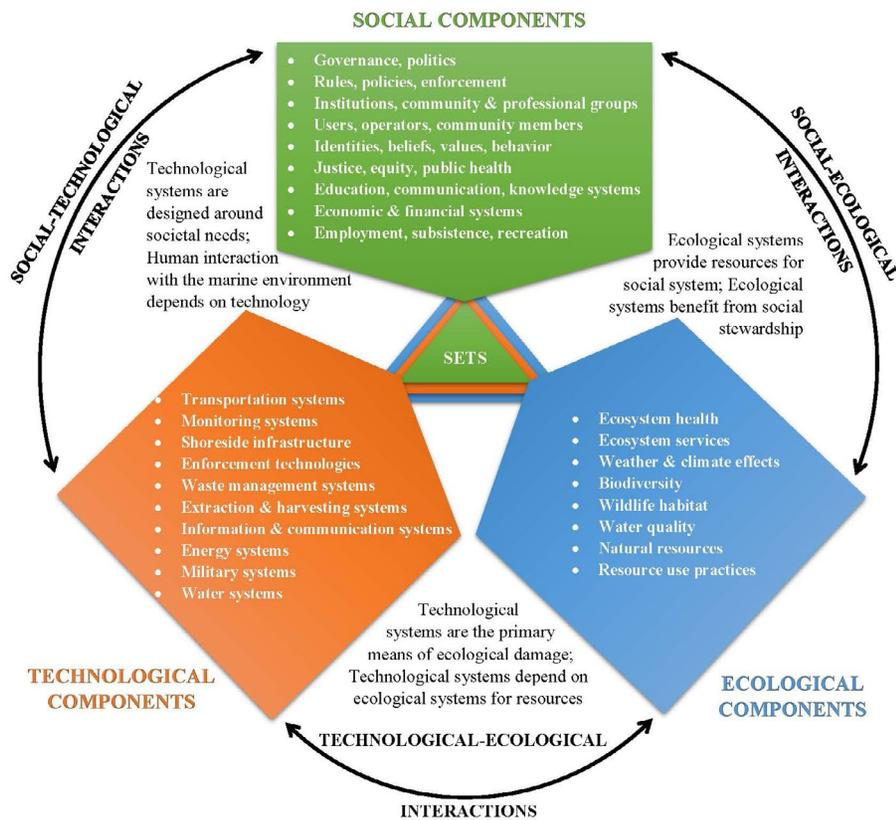 SOCIAL COMPONENTS
• Governance, politics
• Rules, policies, enforcement
• Institutions, community & professional groups
• Users, operators, community members
• Identities, beliefs, values, behavior
• Justice, equity, public health
• Education, communication, knowledge systems
• Economic & financial systems
• Employment, subsistence, recreation
SOCIAL-TECHNOLOGICAL
INTERACTIONS
Technological
systems are
designed around
societal needs;
Human interaction
with the marine environment
depends on technology
SOCIAL-ECOLOGICAL
INTERACTIONS
Ecological systems
provide resources for
social system; Ecological
systems benefit from social
stewardship
SETS
• Transportation systems
• Monitoring systems
• Shoreside infrastructure
• Enforcement technologies
• Waste management systems
• Extraction & harvesting systems
• Information & communication systems
• Energy systems
• Military systems
• Water systems
TECHNOLOGICAL
COMPONENTS
• Ecosystem health
• Ecosystem services
• Weather & climate effects
• Biodiversity
• Wildlife habitat
• Water quality
• Natural resources
• Resource use practices
ECOLOGICAL
COMPONENTS
Technological
systems are the primary
means of ecological damage;
Technological systems depend on
ecological systems for resources
TECHNOLOGICAL-ECOLOGICAL
INTERACTIONS